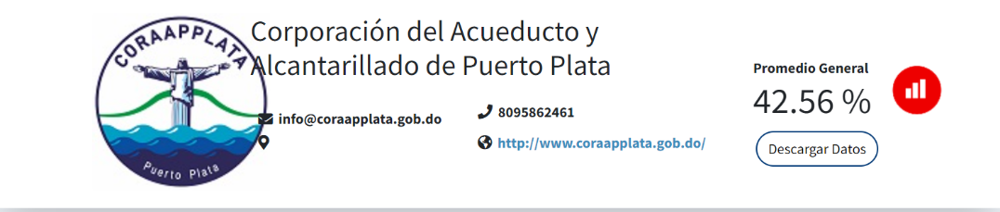 CORAAPPLATA
Puerto Plata
Corporación del Acueducto y
Alcantarillado de Puerto Plata
info@coraapplata.gob.do
8095862461
http://www.coraapplata.gob.do/
Promedio General
42.56 %
Descargar Datos